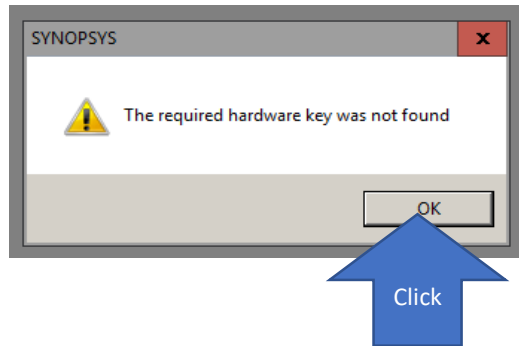 SYNOPSYS
x
The required hardware key was not found
OK
Click